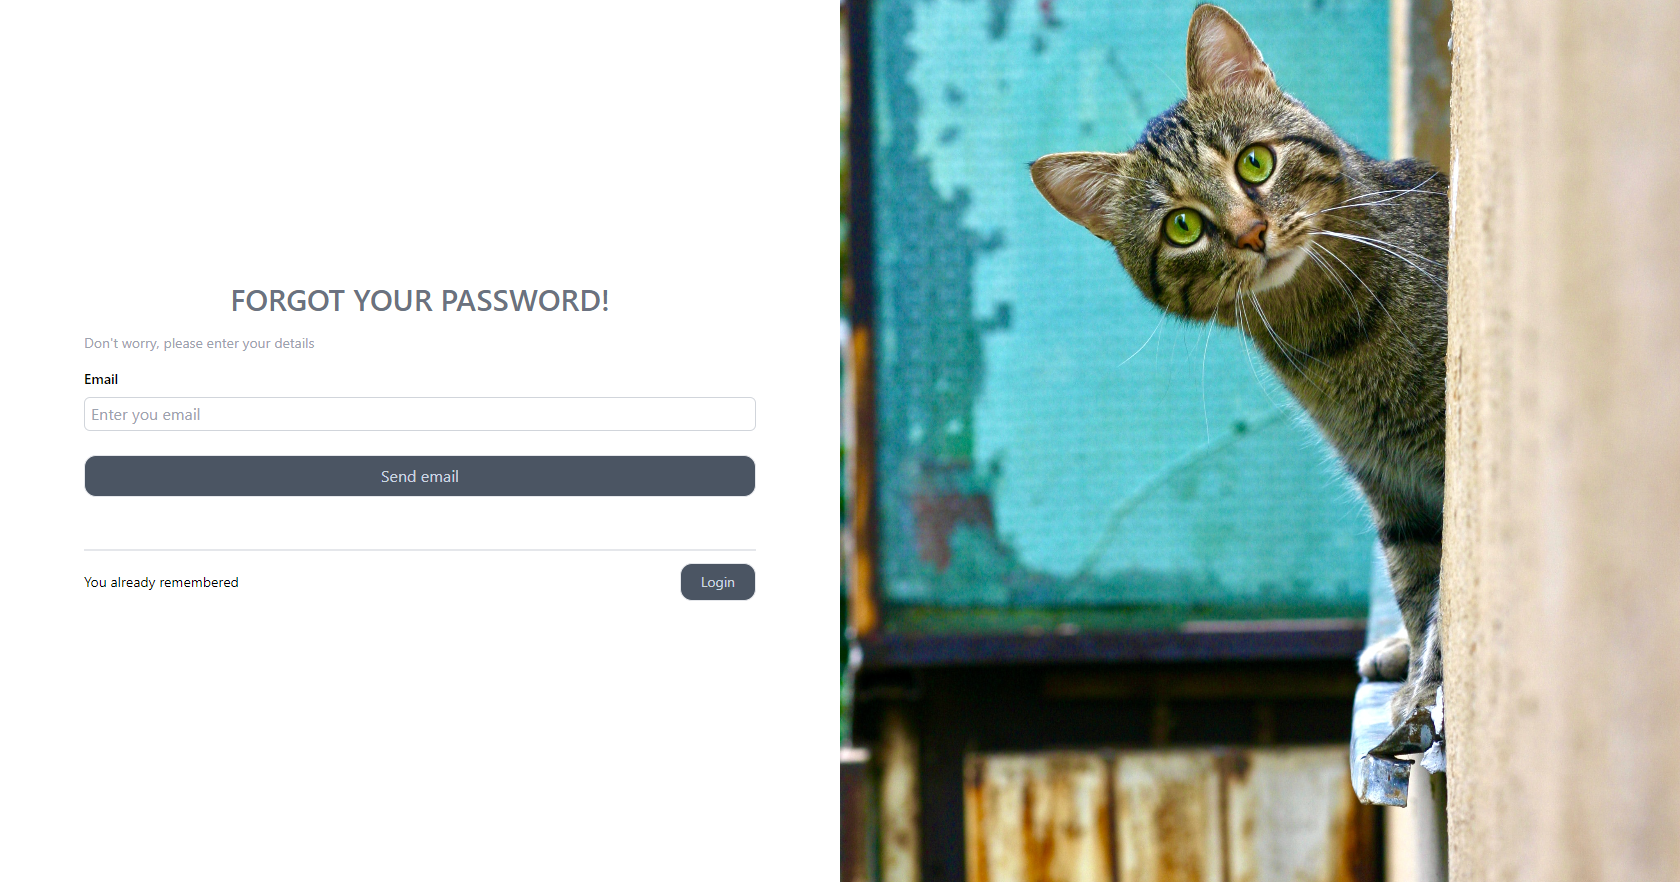 FORGOT YOUR PASSWORD!
Don't worry, please enter your details
Email
Enter you email
Send email
You already remembered
Login